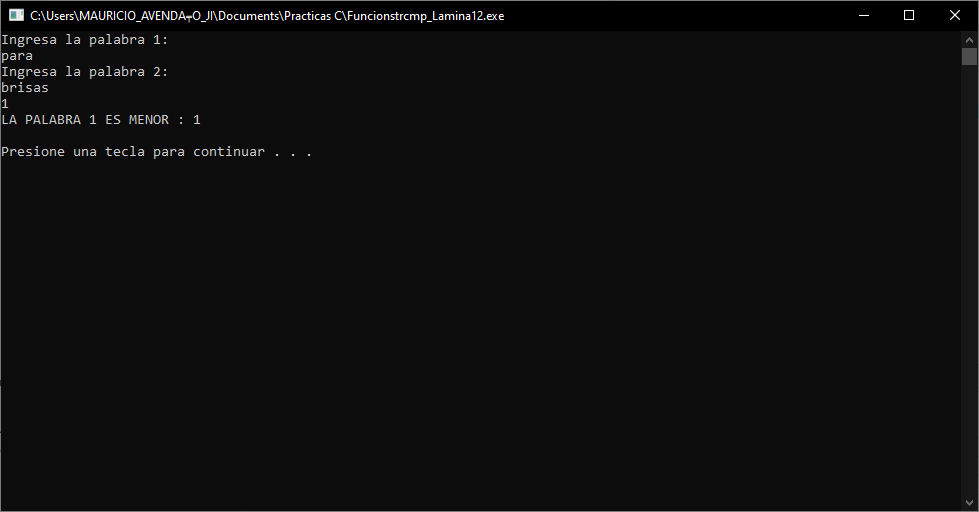 C:\Users\MAURICIO_AVENDA┬O_JI\Documents\Practicas C\Funcionstrcmp_Lamina12.exe
Ingresa la palabra 1:
para
Ingresa la palabra 2:
brisas
1
LA PALABRA 1 ES MENOR : 1
Presione una tecla para continuar . . .